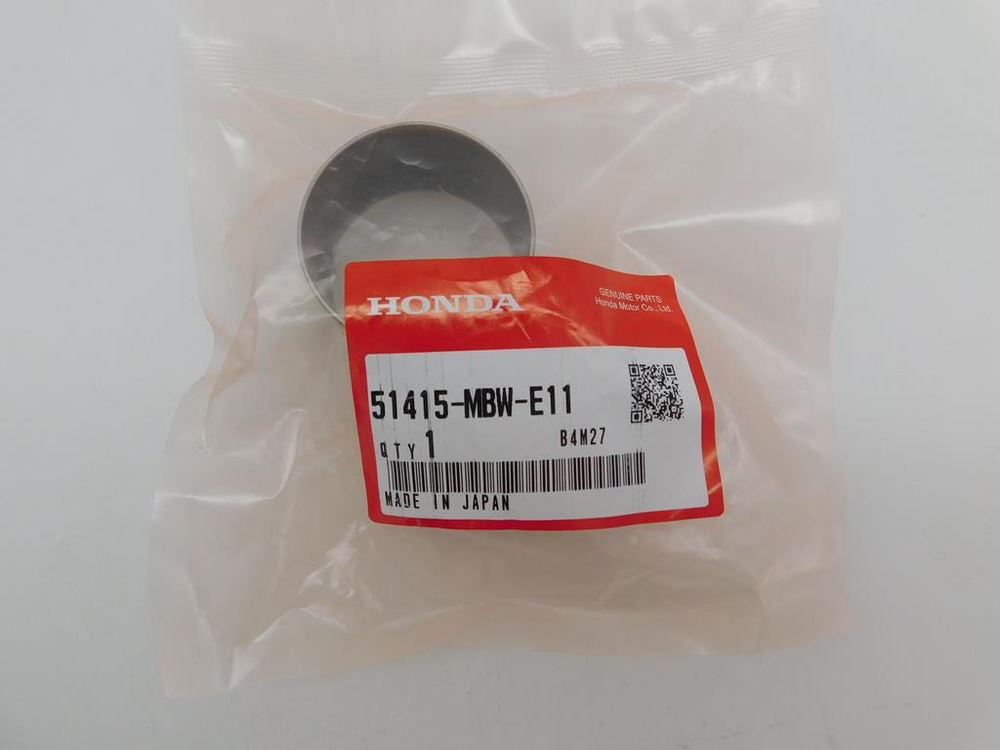 HONDA
GENUINE PARTS
Honda Motor Co., Ltd.
51415-MBW-E11
QTY 1
B4M27
MADE IN JAPAN